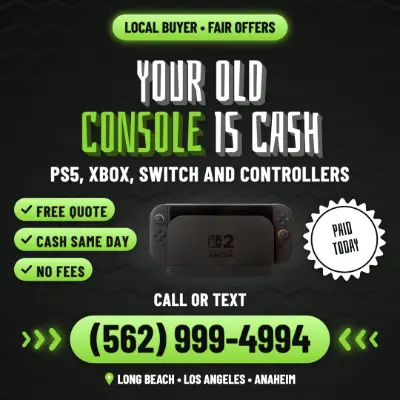 LOCAL BUYER • FAIR OFFERS
YOUR OLD
CONSOLE IS CASH
PS5, XBOX, SWITCH AND CONTROLLERS
FREE QUOTE
CASH SAME DAY
NO FEES
2
SWITCH
PAID
TODAY
CALL OR TEXT
(562) 999-4994
LONG BEACH • LOS ANGELES • ANAHEIM